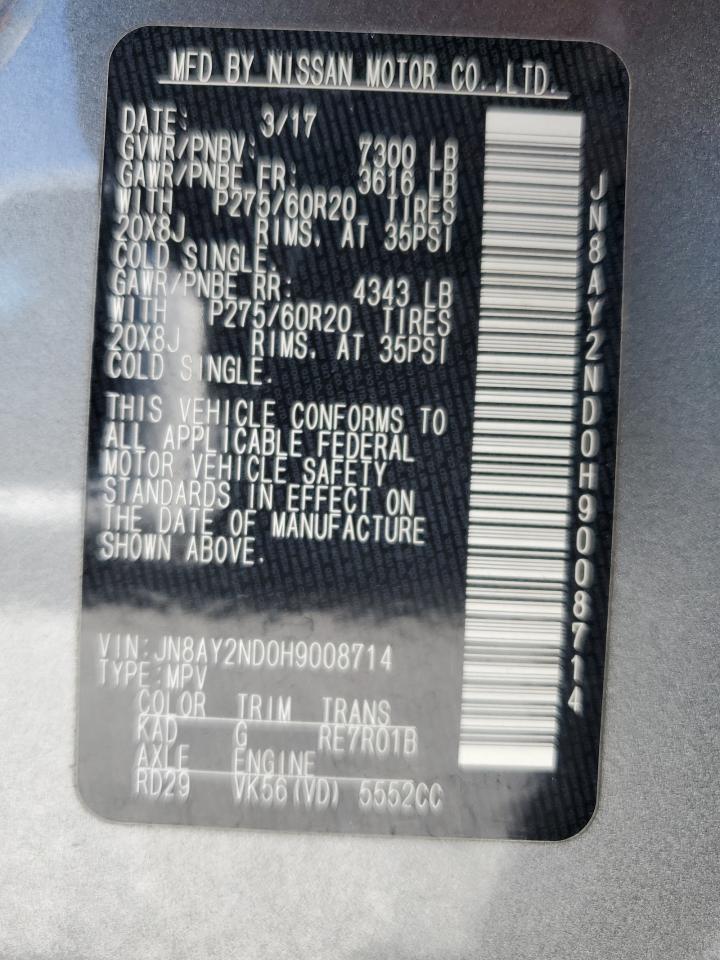 MFD BY NISSAN MOTOR CO.,LTD.
DATE: 3/17
GVWR/PNBV: 7300 LB
GAWR/PNBE FR: 3616 LB
WITH P275/60R20 TIRES
20X8J RIMS, AT 35PSI
COLD SINGLE.
GAWR/PNBE RR: 4343 LB
WITH P275/60R20 TIRES
20X8J RIMS, AT 35PSI
COLD SINGLE.
THIS VEHICLE CONFORMS TO
ALL APPLICABLE FEDERAL
MOTOR VEHICLE SAFETY
STANDARDS IN EFFECT ON
THE DATE OF MANUFACTURE
SHOWN ABOVE.
VIN:JN8AY2ND0H9008714
TYPE:MPV
COLOR TRIM TRANS
KAD G RE7R01B
AXLE ENGINE
RD29 VK56(VD) 5552CC
JN8AY2ND0H9008714